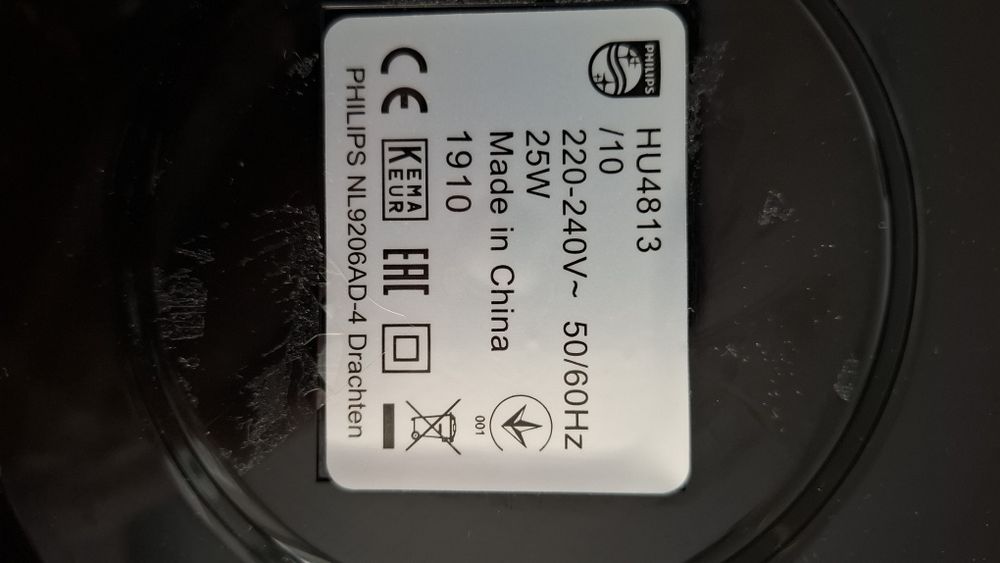 PHILIPS
HU4813
/10
220-240V~ 50/60Hz
25W
Made in China
1910
001
CE
KEMA
KEUR
EAC
PHILIPS NL9206AD-4 Drachten